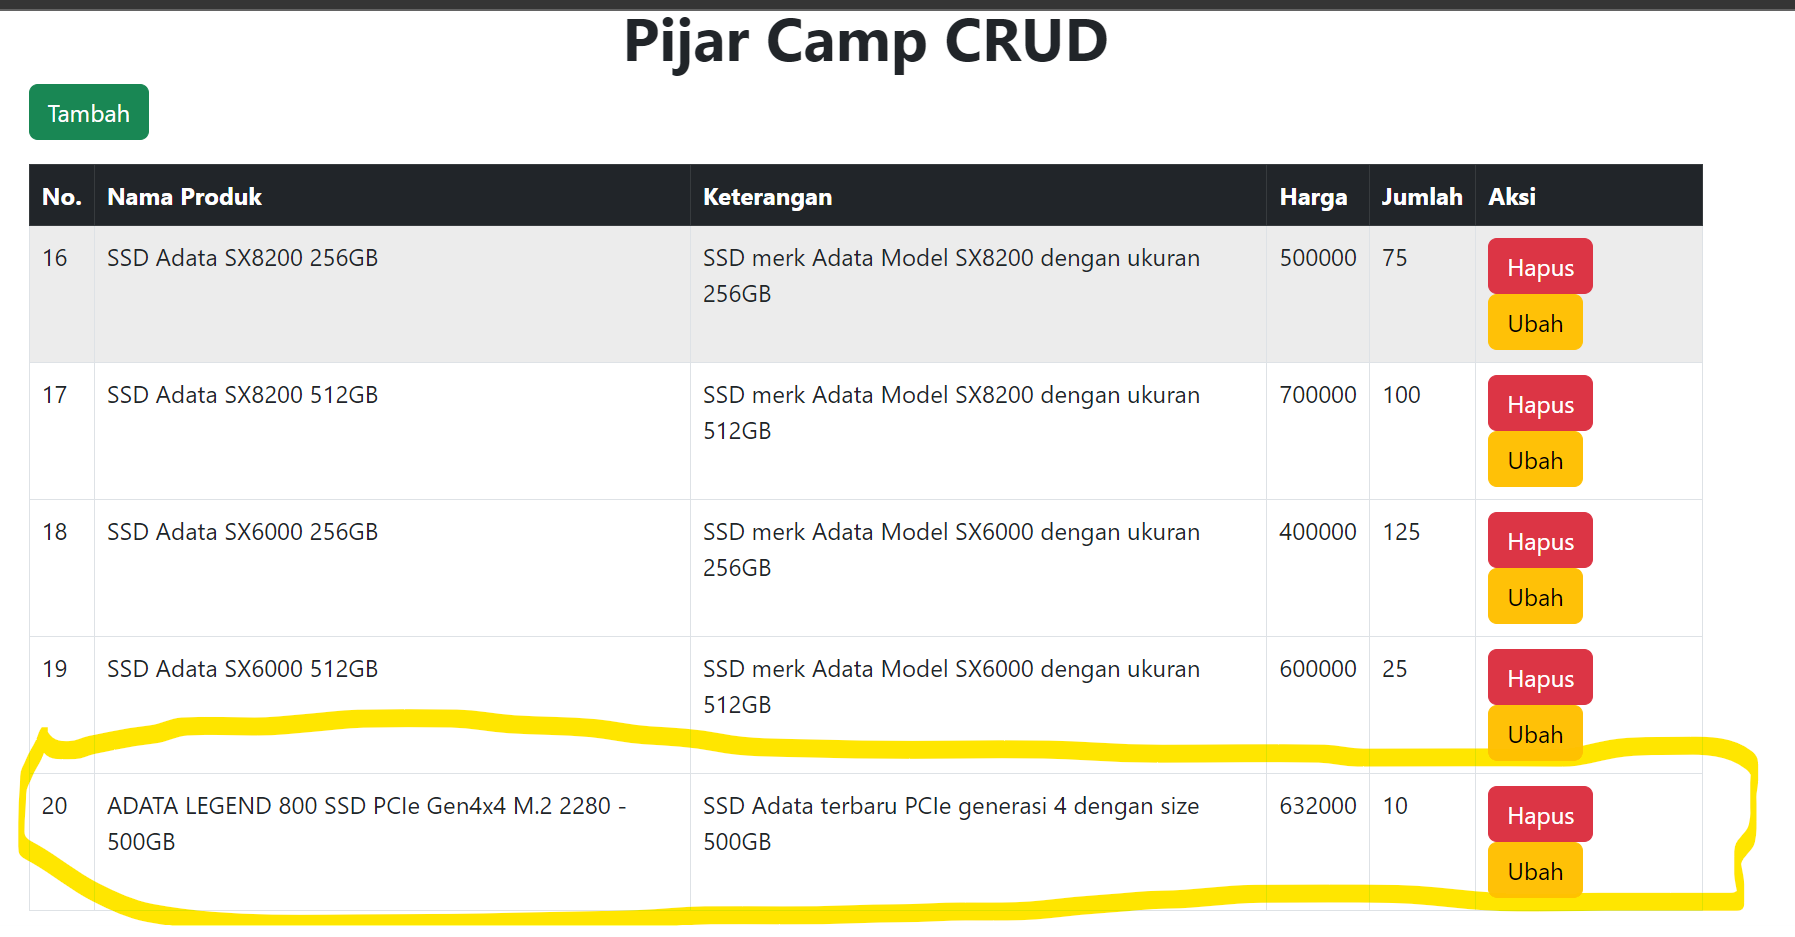 Pijar Camp CRUD
Tambah
No. Nama Produk Keterangan Harga Jumlah Aksi
16 SSD Adata SX8200 256GB SSD merk Adata Model SX8200 dengan ukuran 500000 75 Hapus
256GB
Ubah
17 SSD Adata SX8200 512GB SSD merk Adata Model SX8200 dengan ukuran 700000 100 Hapus
512GB
Ubah
18 SSD Adata SX6000 256GB SSD merk Adata Model SX6000 dengan ukuran 400000 125 Hapus
256GB
Ubah
19 SSD Adata SX6000 512GB SSD merk Adata Model SX6000 dengan ukuran 600000 25 Hapus
512GB
Ubah
20 ADATA LEGEND 800 SSD PCIe Gen4x4 M.2 2280 - SSD Adata terbaru PCIe generasi 4 dengan size 632000 10 Hapus
500GB 500GB
Ubah